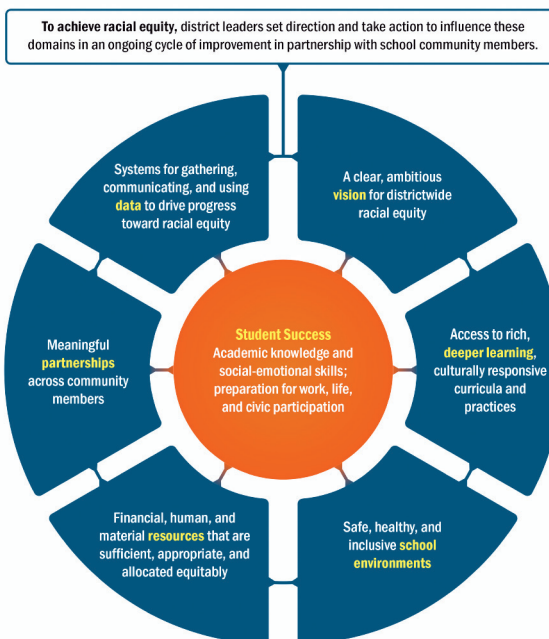 To achieve racial equity, district leaders set direction and take action to influence these
domains in an ongoing cycle of improvement in partnership with school community members.
Systems for gathering,
communicating, and using
data to drive progress
toward racial equity
A clear, ambitious
vision for districtwide
racial equity
Meaningful
partnerships
across community
members
Student Success
Academic knowledge and
social-emotional skills;
preparation for work, life,
and civic participation
Access to rich,
deeper learning,
culturally responsive
curricula and
practices
Financial, human, and
material resources that are
sufficient, appropriate, and
allocated equitably
Safe, healthy, and
inclusive school
environments